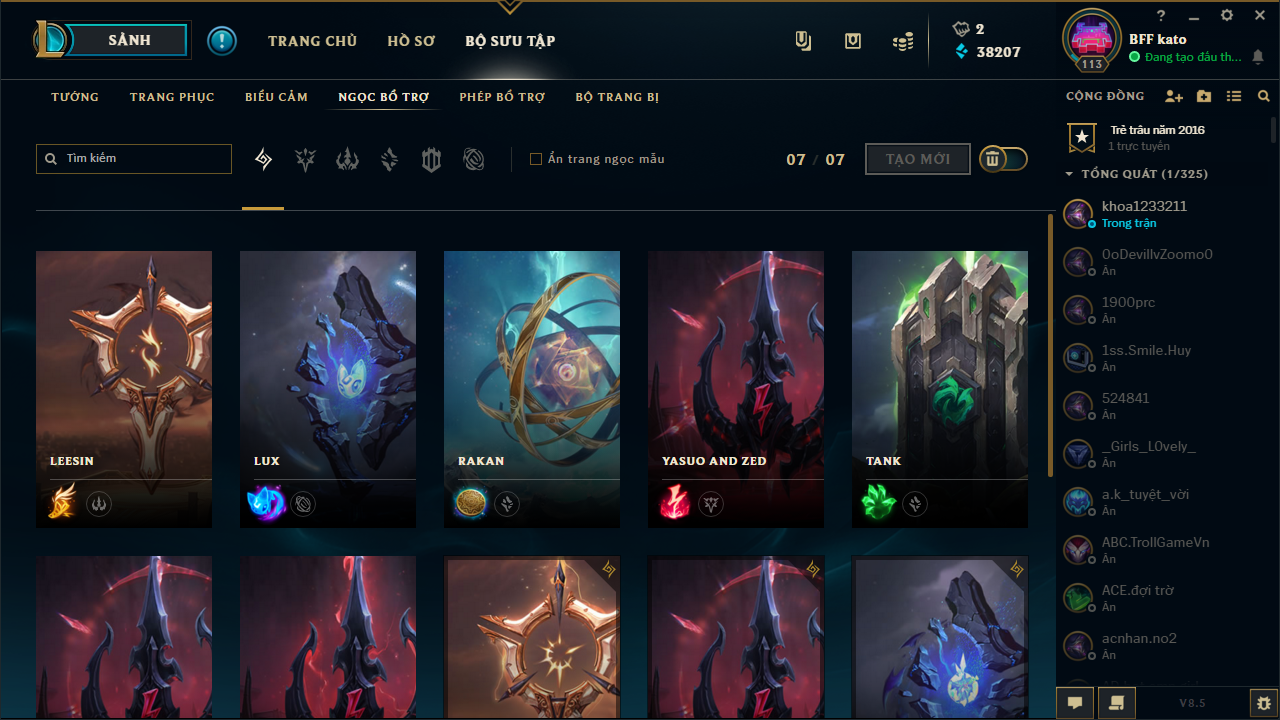 SẢNH
TRANG CHỦ
HỒ SƠ
BỘ SƯU TẬP
2
38207
?
113
BFF kato
Đang tạo đấu th...
TƯỚNG
TRANG PHỤC
BIỂU CẢM
NGỌC BỔ TRỢ
PHÉP BỔ TRỢ
BỘ TRANG BỊ
Tìm kiếm
Ẩn trang ngọc mẫu
07 / 07
TẠO MỚI
LEESIN
LUX
RAKAN
YASUO AND ZED
TANK
CỘNG ĐỒNG
Trẻ trâu năm 2016
1 trực tuyến
TỔNG QUÁT (1/325)
khoa1233211
Trong trận
0oDevillvZoomo0
Ẩn
1900prc
Ẩn
1ss.Smile.Huy
Ẩn
524841
Ẩn
_Girls_L0vely_
Ẩn
a.k_tuyệt_vời
Ẩn
ABC.TrollGameVn
Ẩn
ACE.đợi trờ
Ẩn
acnhan.no2
Ẩn
V8.5